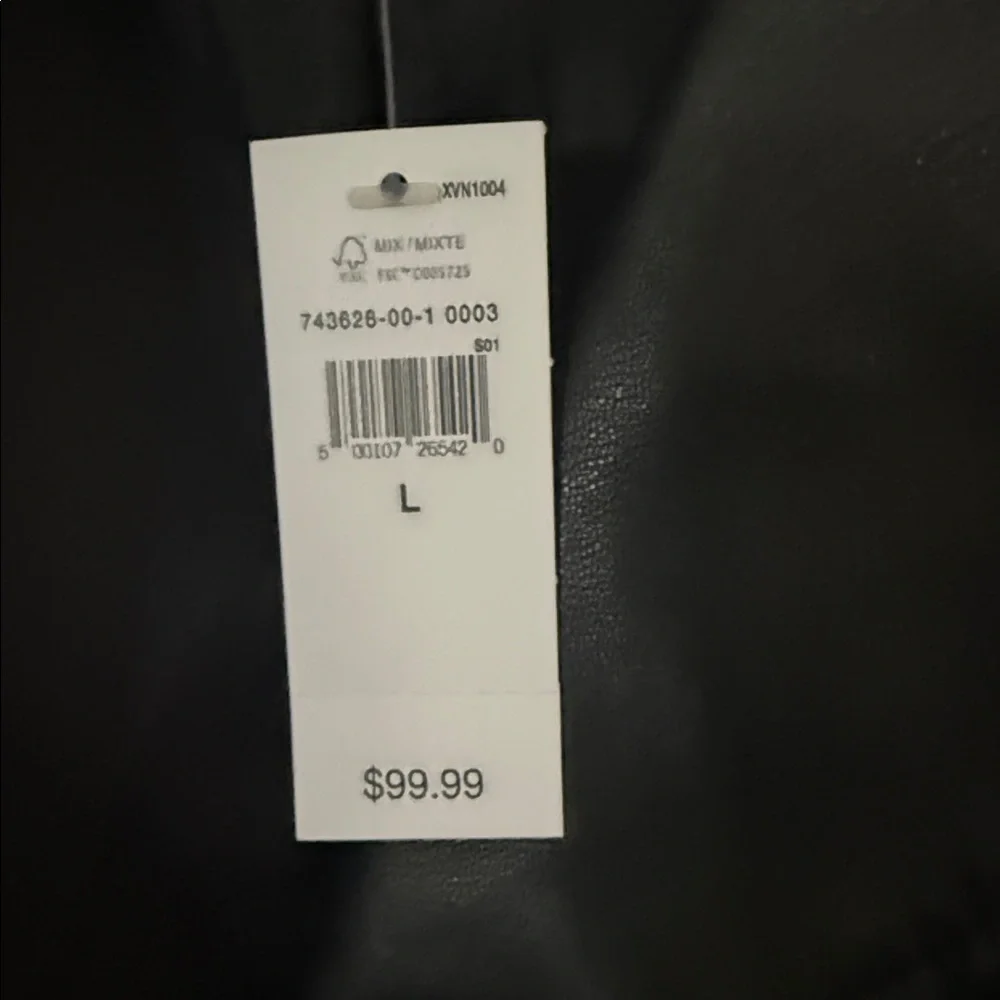 XVN1004
MIX / MIXTE
743626-00-1 0003
S01
5 00107 26542 0
L
$99.99